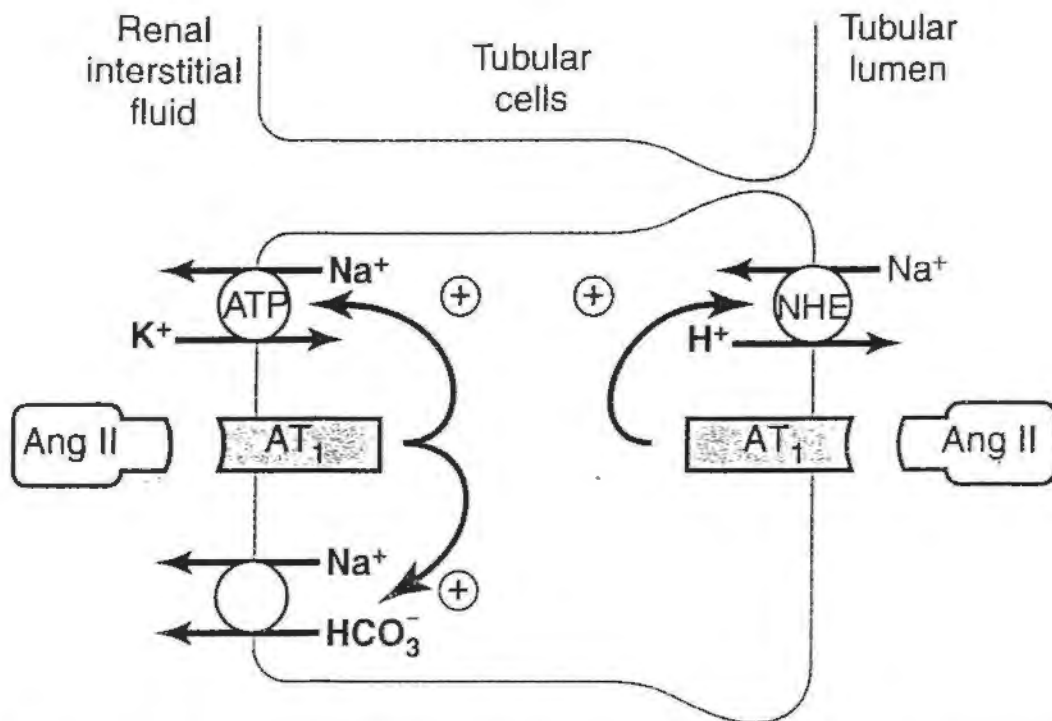 Renal
interstitial
fluid
Tubular
cells
Tubular
lumen
Na⁺
ATP
K⁺
+
+
Na⁺
NHE
H⁺
Ang II
AT₁
AT₁
Ang II
Na⁺
HCO₃⁻
+